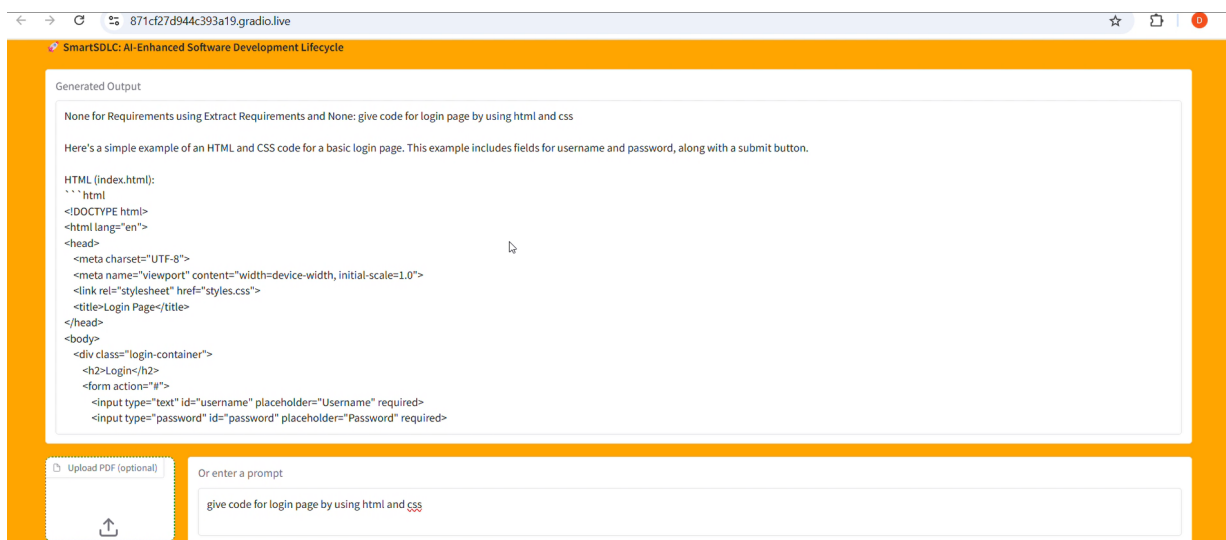 871cf27d944c393a19.gradio.live
D
🚀 SmartSDLC: AI-Enhanced Software Development Lifecycle
Generated Output
None for Requirements using Extract Requirements and None: give code for login page by using html and css
Here's a simple example of an HTML and CSS code for a basic login page. This example includes fields for username and password, along with a submit button.
HTML (index.html):
```html
<!DOCTYPE html>
<html lang="en">
<head>
<meta charset="UTF-8">
<meta name="viewport" content="width=device-width, initial-scale=1.0">
<link rel="stylesheet" href="styles.css">
<title>Login Page</title>
</head>
<body>
<div class="login-container">
<h2>Login</h2>
<form action="#">
<input type="text" id="username" placeholder="Username" required>
<input type="password" id="password" placeholder="Password" required>
Upload PDF (optional)
Or enter a prompt
give code for login page by using html and css